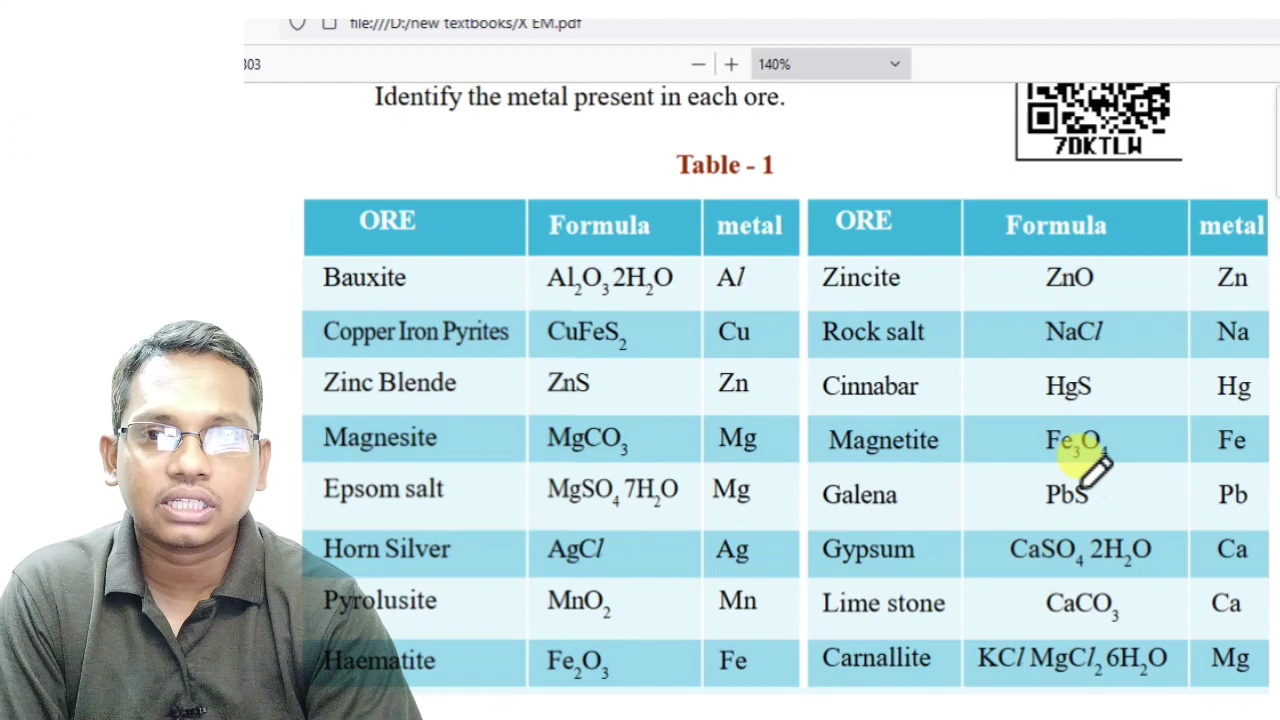 file:///D:/new textbooks/X EM.pdf
303
140%
Identify the metal present in each ore.
7DKTLW
Table - 1
ORE Formula metal ORE Formula metal
Bauxite Al₂O₃ 2H₂O Al Zincite ZnO Zn
Copper Iron Pyrites CuFeS₂ Cu Rock salt NaCl Na
Zinc Blende ZnS Zn Cinnabar HgS Hg
Magnesite MgCO₃ Mg Magnetite Fe₃O₄ Fe
Epsom salt MgSO₄ 7H₂O Mg Galena PbS Pb
Horn Silver AgCl Ag Gypsum CaSO₄ 2H₂O Ca
Pyrolusite MnO₂ Mn Lime stone CaCO₃ Ca
Haematite Fe₂O₃ Fe Carnallite KCl MgCl₂ 6H₂O Mg